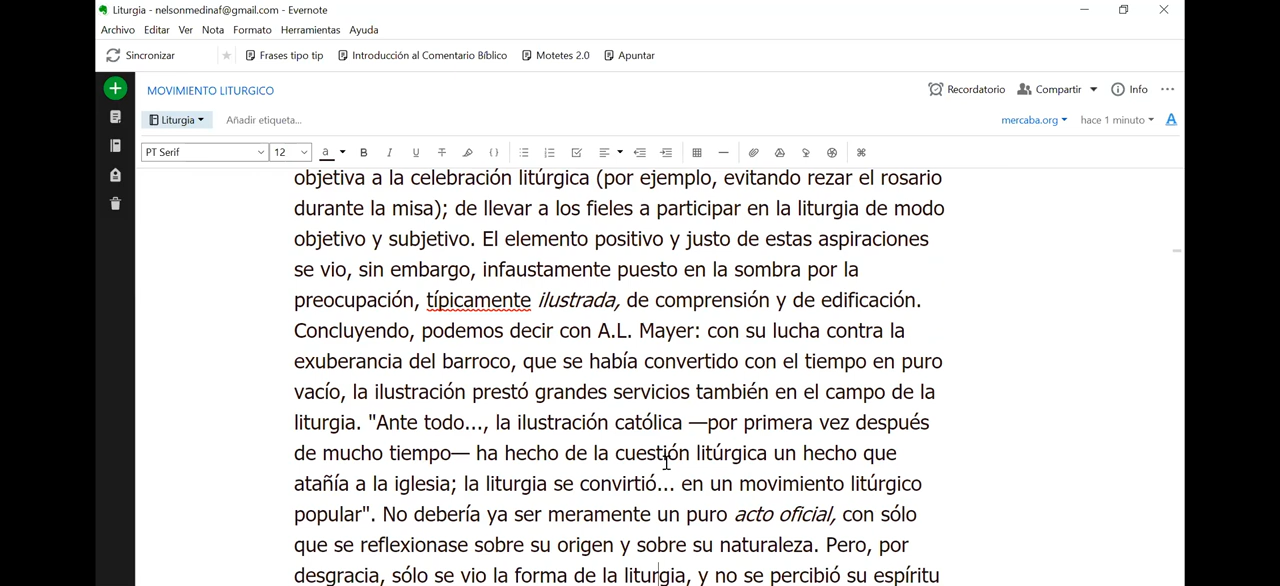 Liturgia - nelsonmedinaf@gmail.com - Evernote
Archivo Editar Ver Nota Formato Herramientas Ayuda
Sincronizar Frases tipo tip Introducción al Comentario Bíblico Motetes 2.0 Apuntar
MOVIMIENTO LITURGICO Recordatorio Compartir Info
Liturgia Añadir etiqueta... mercaba.org hace 1 minuto
PT Serif 12
objetiva a la celebración litúrgica (por ejemplo, evitando rezar el rosario
durante la misa); de llevar a los fieles a participar en la liturgia de modo
objetivo y subjetivo. El elemento positivo y justo de estas aspiraciones
se vio, sin embargo, infaustamente puesto en la sombra por la
preocupación, típicamente ilustrada, de comprensión y de edificación.
Concluyendo, podemos decir con A.L. Mayer: con su lucha contra la
exuberancia del barroco, que se había convertido con el tiempo en puro
vacío, la ilustración prestó grandes servicios también en el campo de la
liturgia. "Ante todo..., la ilustración católica —por primera vez después
de mucho tiempo— ha hecho de la cuestión litúrgica un hecho que
atañía a la iglesia; la liturgia se convirtió... en un movimiento litúrgico
popular". No debería ya ser meramente un puro acto oficial, con sólo
que se reflexionase sobre su origen y sobre su naturaleza. Pero, por
desgracia, sólo se vio la forma de la liturgia, y no se percibió su espíritu